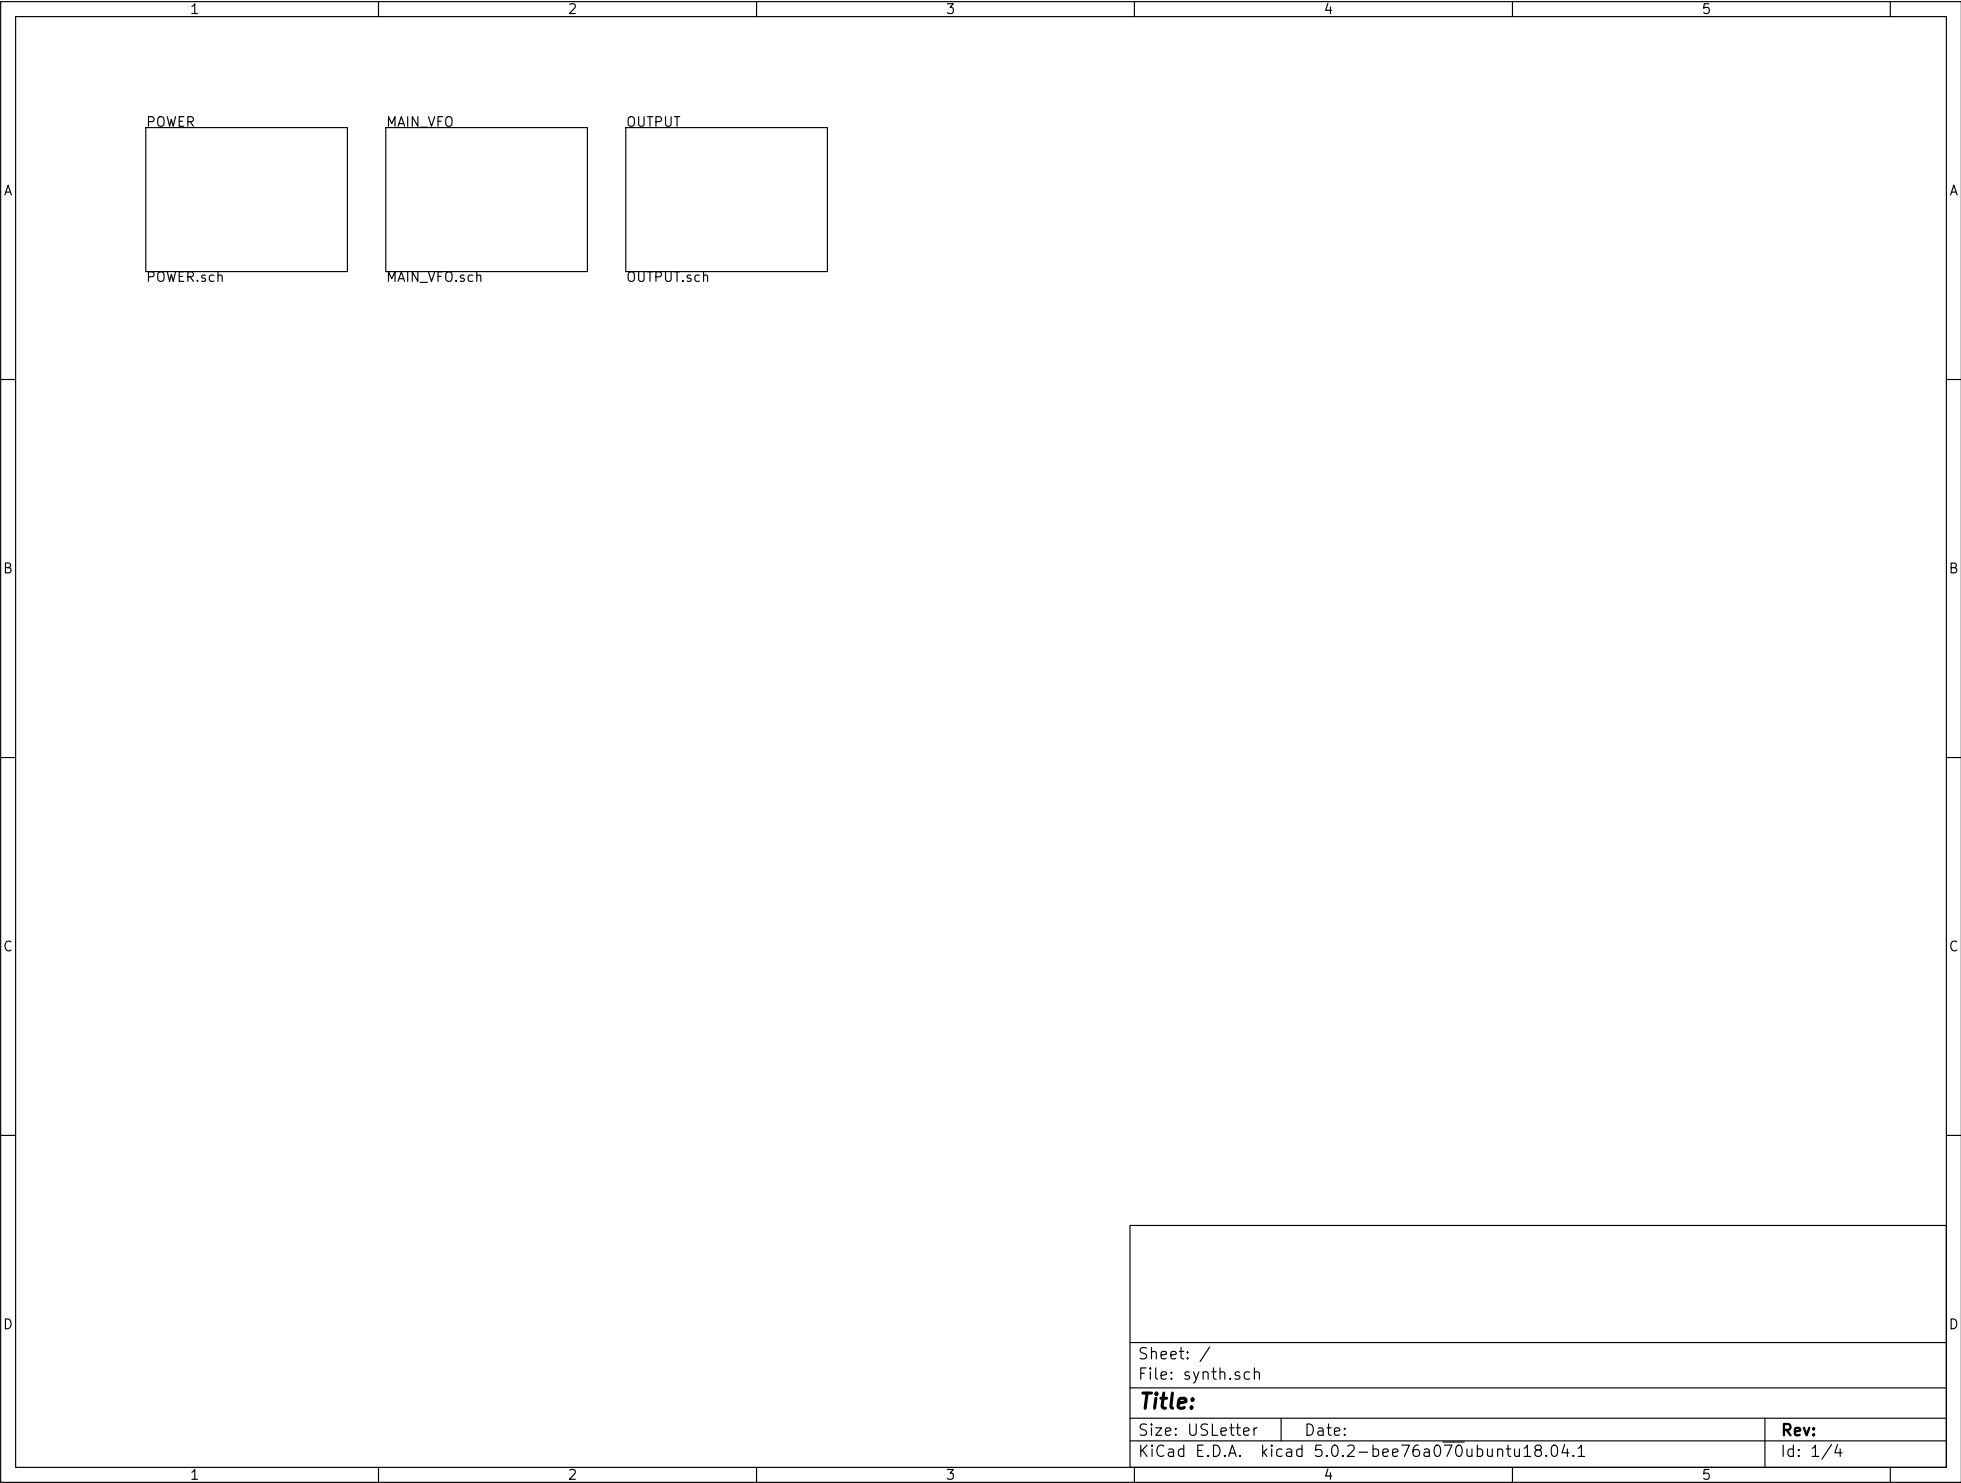 1 2 3 4 5
POWER MAIN_VFO OUTPUT
A A
POWER.sch MAIN_VFO.sch OUTPUT.sch
B B
C C
D D
Sheet: /
File: synth.sch
Title:
Size: USLetter Date: Rev:
KiCad E.D.A. kicad 5.0.2-bee76a070ubuntu18.04.1 Id: 1/4
1 2 3 4 5